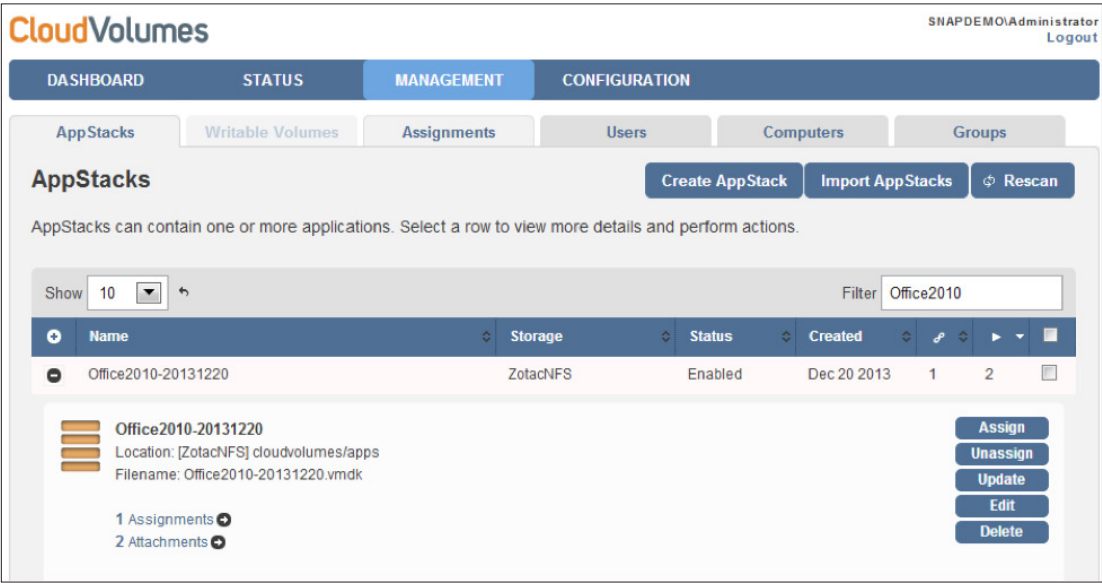 CloudVolumes
SNAPDEMO\Administrator
Logout
DASHBOARD STATUS MANAGEMENT CONFIGURATION
AppStacks Writable Volumes Assignments Users Computers Groups
AppStacks
Create AppStack Import AppStacks Rescan
AppStacks can contain one or more applications. Select a row to view more details and perform actions.
Show 10 Filter Office2010
Name Storage Status Created
Office2010-20131220 ZotacNFS Enabled Dec 20 2013 1 2
Office2010-20131220
Location: [ZotacNFS] cloudvolumes/apps
Filename: Office2010-20131220.vmdk
1 Assignments
2 Attachments
Assign
Unassign
Update
Edit
Delete